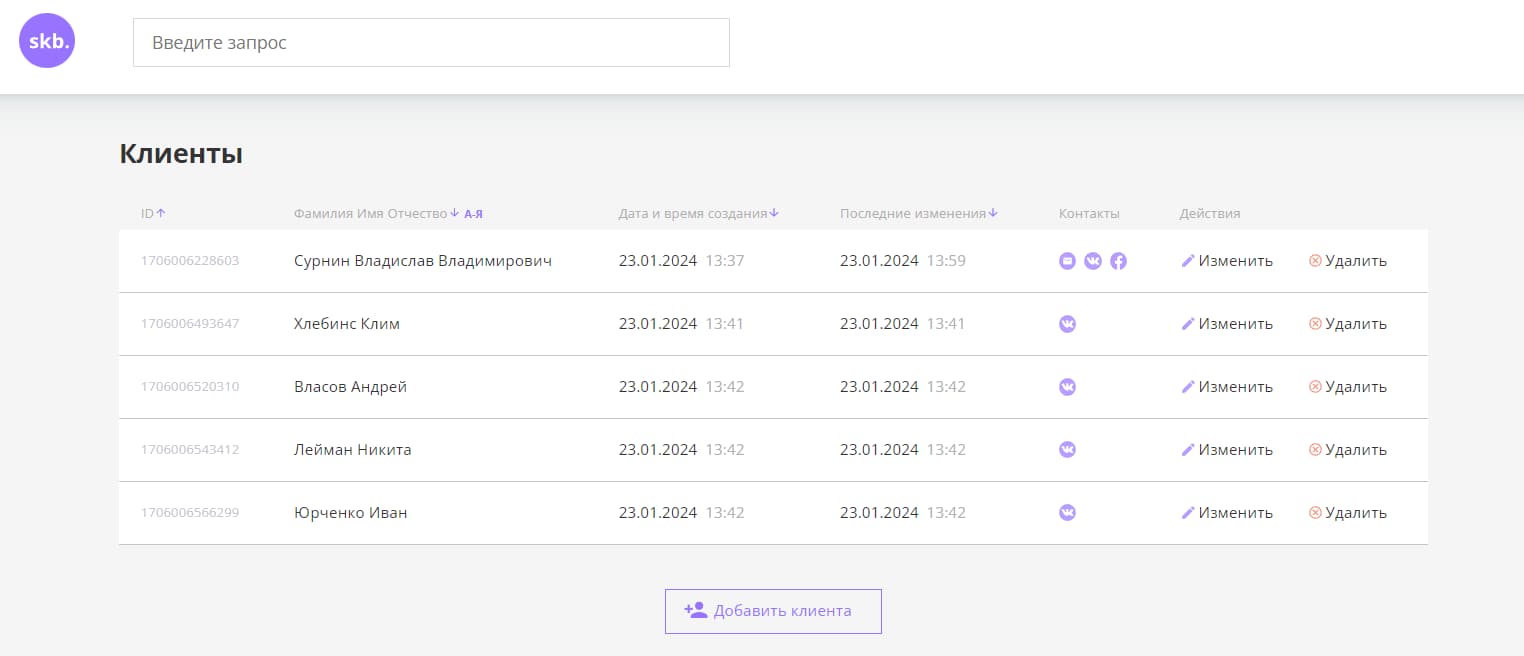 skb.
Введите запрос
Клиенты
ID Фамилия Имя Отчество А-Я Дата и время создания Последние изменения Контакты Действия
1706006228603 Сурнин Владислав Владимирович 23.01.2024 13:37 23.01.2024 13:59 Изменить Удалить
1706006493647 Хлебинс Клим 23.01.2024 13:41 23.01.2024 13:41 Изменить Удалить
1706006520310 Власов Андрей 23.01.2024 13:42 23.01.2024 13:42 Изменить Удалить
1706006543412 Лейман Никита 23.01.2024 13:42 23.01.2024 13:42 Изменить Удалить
1706006566299 Юрченко Иван 23.01.2024 13:42 23.01.2024 13:42 Изменить Удалить
Добавить клиента